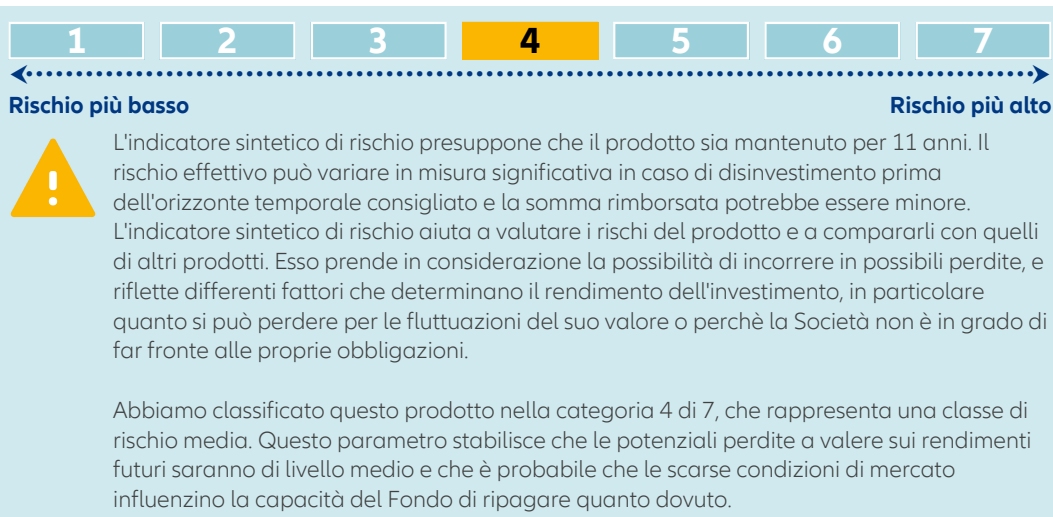 1 2 3 4 5 6 7
Rischio più basso Rischio più alto
L'indicatore sintetico di rischio presuppone che il prodotto sia mantenuto per 11 anni. Il
rischio effettivo può variare in misura significativa in caso di disinvestimento prima
dell'orizzonte temporale consigliato e la somma rimborsata potrebbe essere minore.
L'indicatore sintetico di rischio aiuta a valutare i rischi del prodotto e a compararli con quelli
di altri prodotti. Esso prende in considerazione la possibilità di incorrere in possibili perdite, e
riflette differenti fattori che determinano il rendimento dell'investimento, in particolare
quanto si può perdere per le fluttuazioni del suo valore o perchè la Società non è in grado di
far fronte alle proprie obbligazioni.
Abbiamo classificato questo prodotto nella categoria 4 di 7, che rappresenta una classe di
rischio media. Questo parametro stabilisce che le potenziali perdite a valere sui rendimenti
futuri saranno di livello medio e che è probabile che le scarse condizioni di mercato
influenzino la capacità del Fondo di ripagare quanto dovuto.